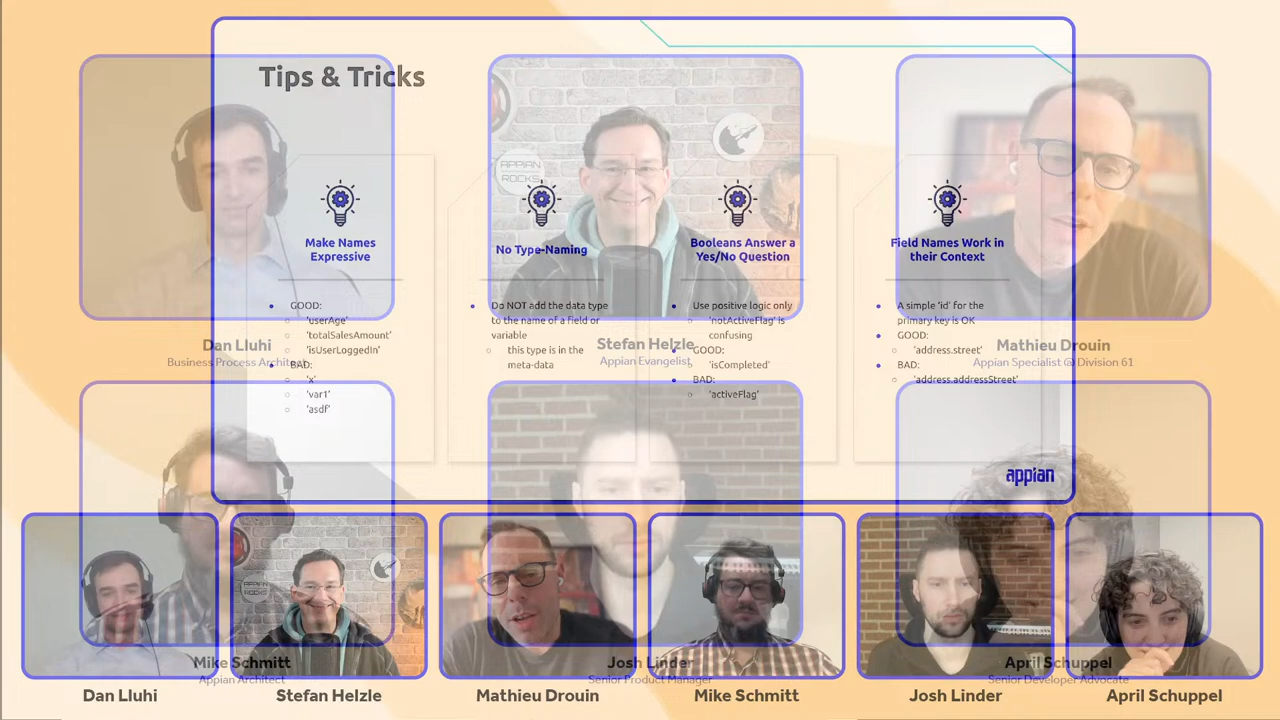 Tips & Tricks
APPIAN
ROCKS
Make Names
Expressive
GOOD:
'userAge'
'totalSalesAmount'
'isUserLoggedIn'
BAD:
'x'
'var1'
'asdf'
No Type-Naming
Do NOT add the data type
to the name of a field or
variable
this type is in the
meta-data
Booleans Answer a
Yes/No Question
Use positive logic only
'notActiveFlag' is
confusing
GOOD:
'isCompleted'
BAD:
'activeFlag'
Field Names Work in
their Context
A simple 'id' for the
primary key is OK
GOOD:
'address.street'
BAD:
'address.addressStreet'
appian
Dan Lluhi
Business Process Architect
Stefan Helzle
Appian Evangelist
Mathieu Drouin
Appian Specialist @ Division 61
Mike Schmitt
Appian Architect
Josh Linder
Senior Product Manager
April Schuppel
Senior Developer Advocate
APPIAN
ROCKS
Dan Lluhi
Stefan Helzle
Mathieu Drouin
Mike Schmitt
Josh Linder
April Schuppel